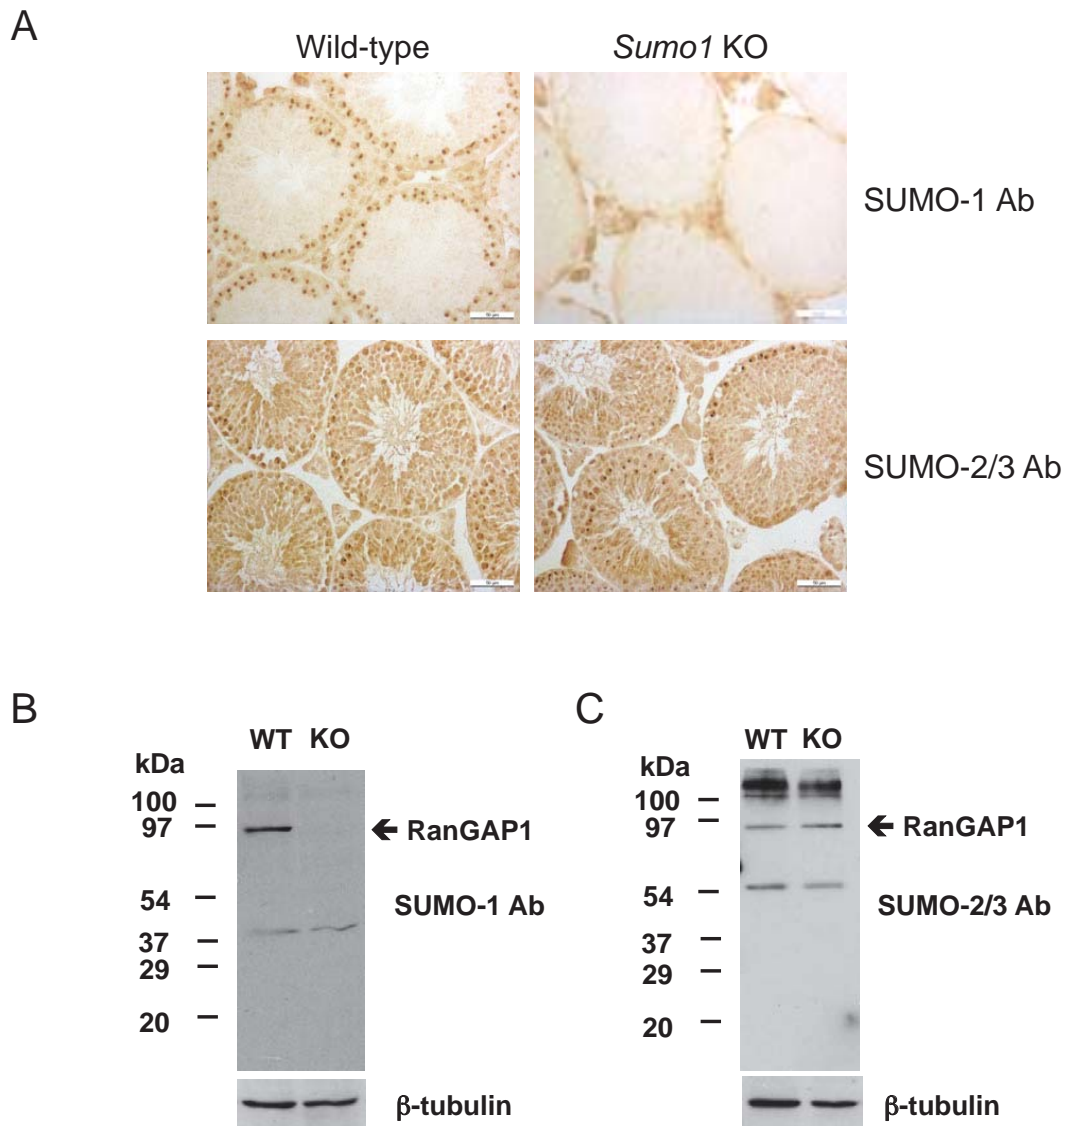 A
Wild-type
Sumo1 KO
SUMO-1 Ab
SUMO-2/3 Ab
B
WT KO
kDa
100
97
RanGAP1
54
SUMO-1 Ab
37
29
20
β-tubulin
C
WT KO
kDa
100
97
RanGAP1
54
SUMO-2/3 Ab
37
29
20
β-tubulin